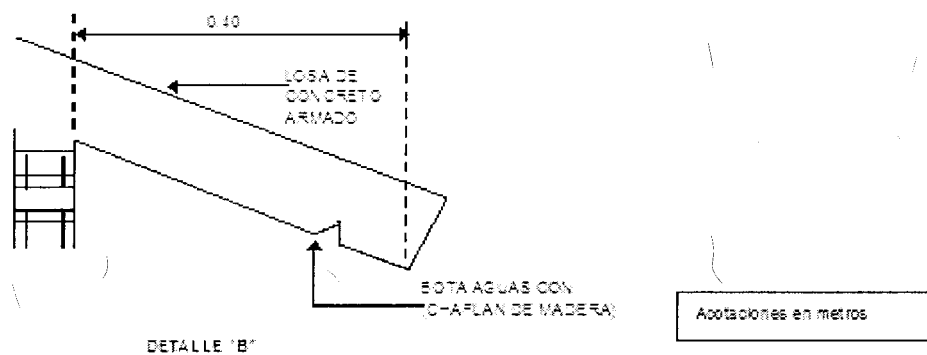 0.40
LOSA DE
CONCRETO
ARMADO
BOTA AGUAS CON
(CHAFLAN DE MADERA)
Acotaciones en metros
DETALLE "B"